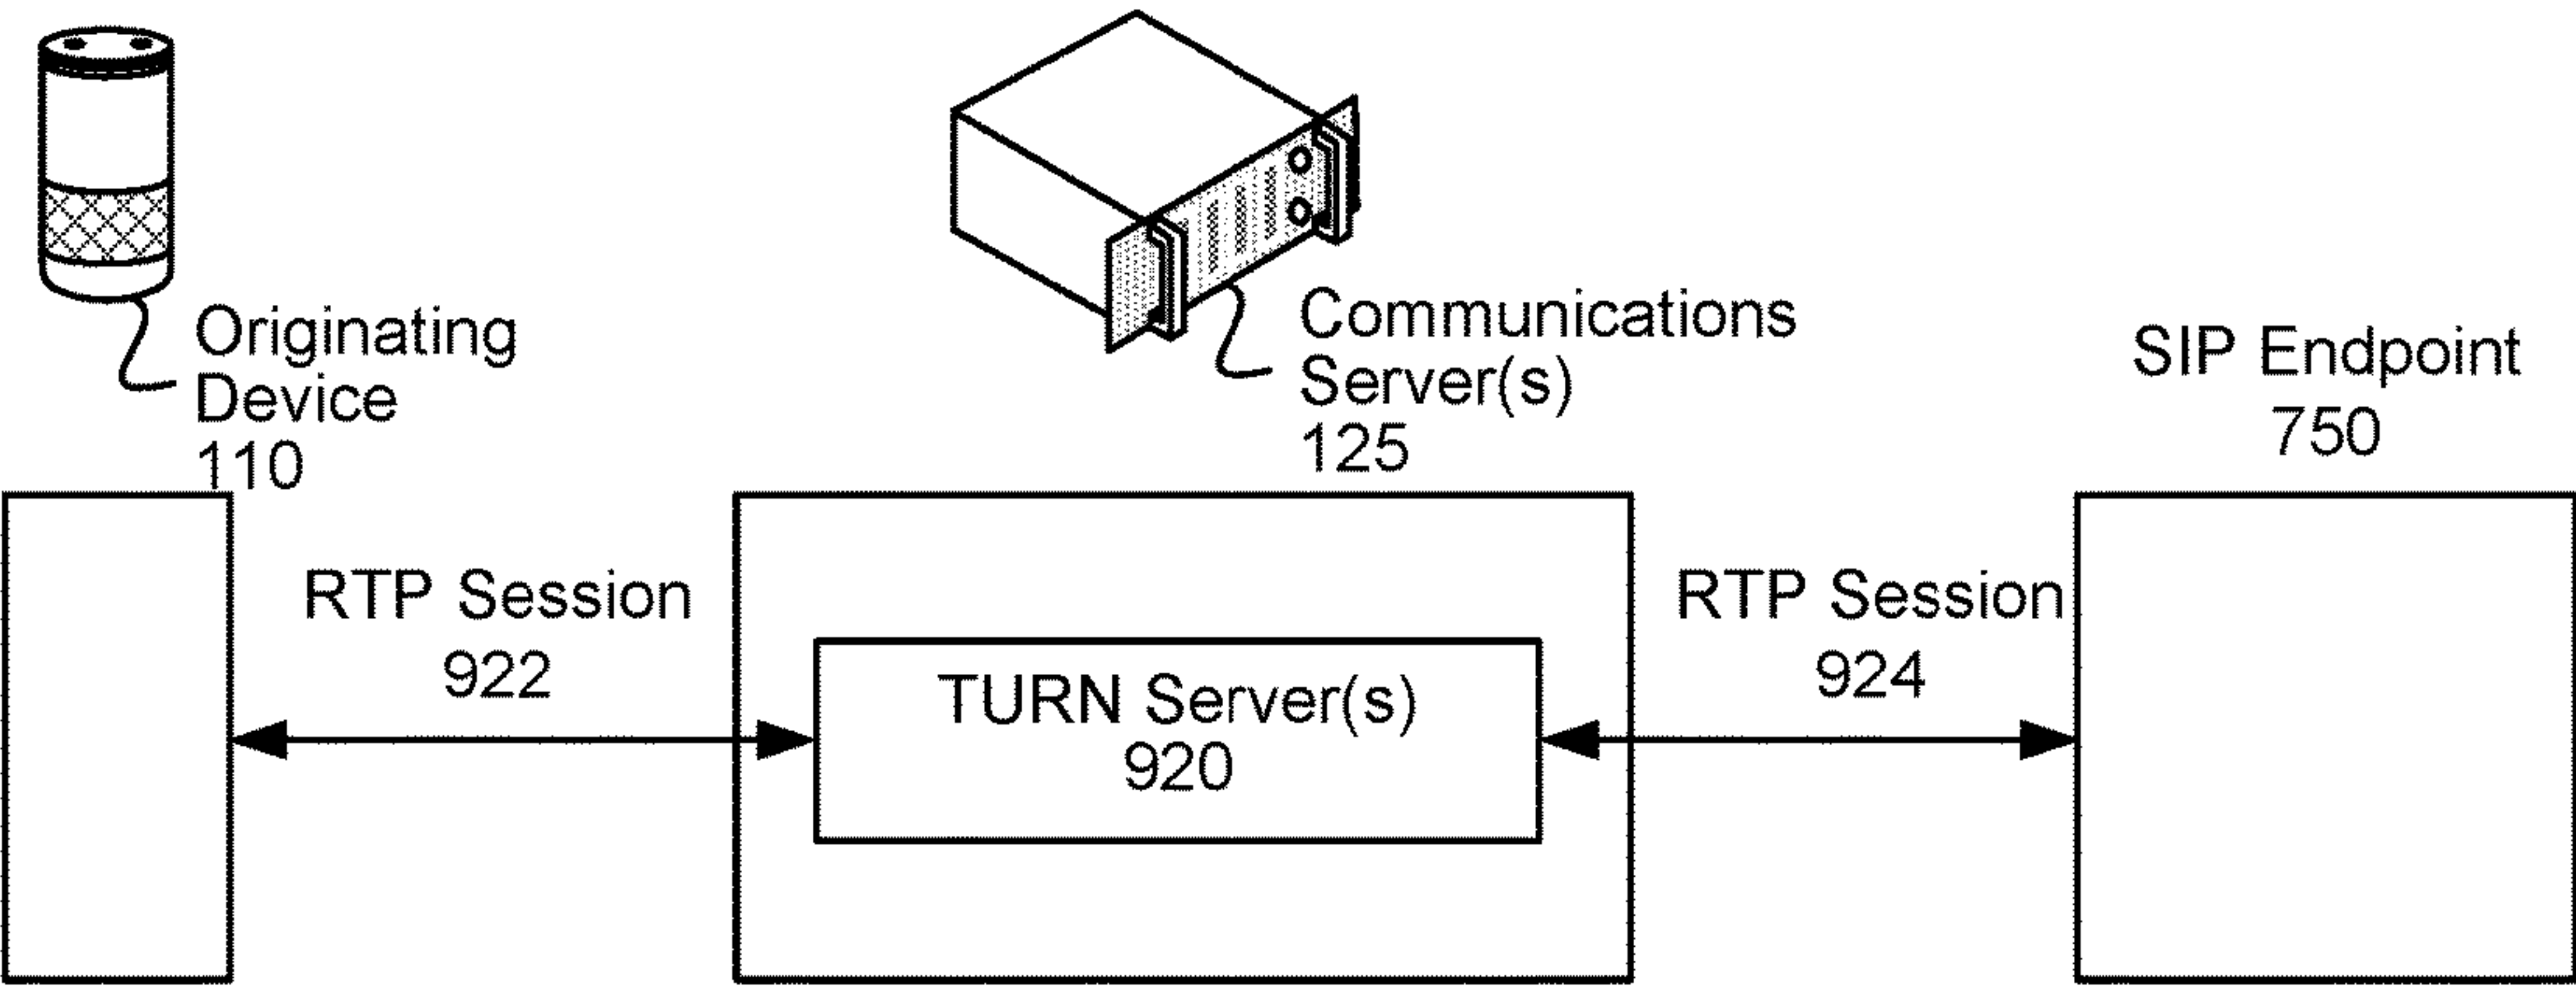 Originating
Device
110
Communications
Server(s)
125
SIP Endpoint
750
RTP Session
922
TURN Server(s)
920
RTP Session
924